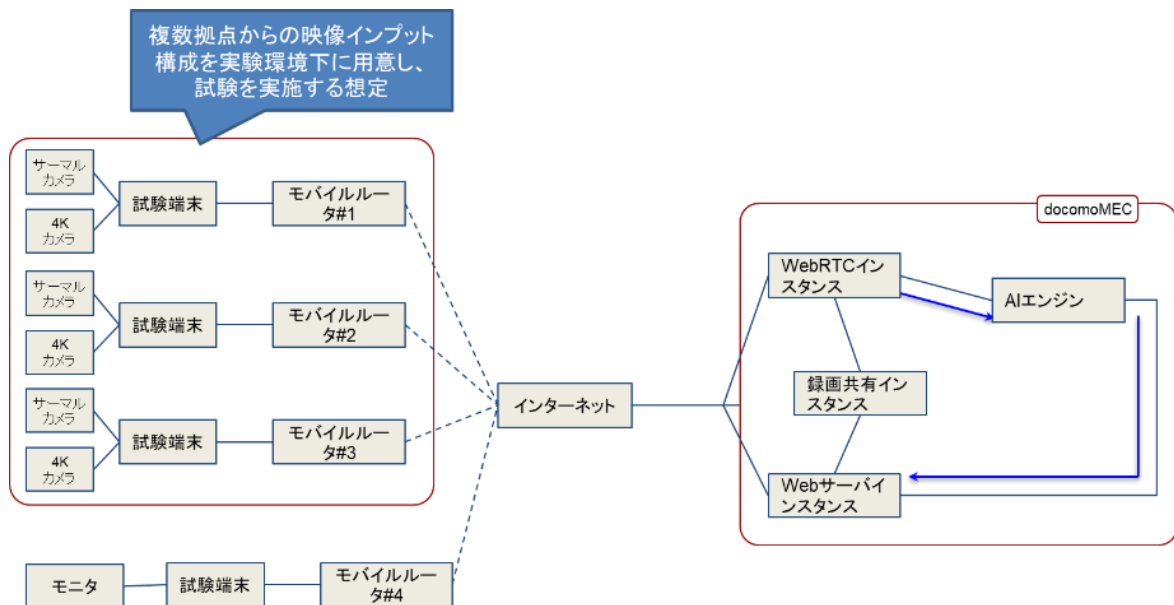 複数拠点からの映像インプット
構成を実験環境下に用意し、
試験を実施する想定
サーマル
カメラ
4K
カメラ
試験端末
モバイルルー
タ#1
サーマル
カメラ
4K
カメラ
試験端末
モバイルルー
タ#2
サーマル
カメラ
4K
カメラ
試験端末
モバイルルー
タ#3
モニタ
試験端末
モバイルルー
タ#4
インターネット
docomoMEC
WebRTCイン
スタンス
AIエンジン
録画共有イン
スタンス
Webサーバイ
ンスタンス